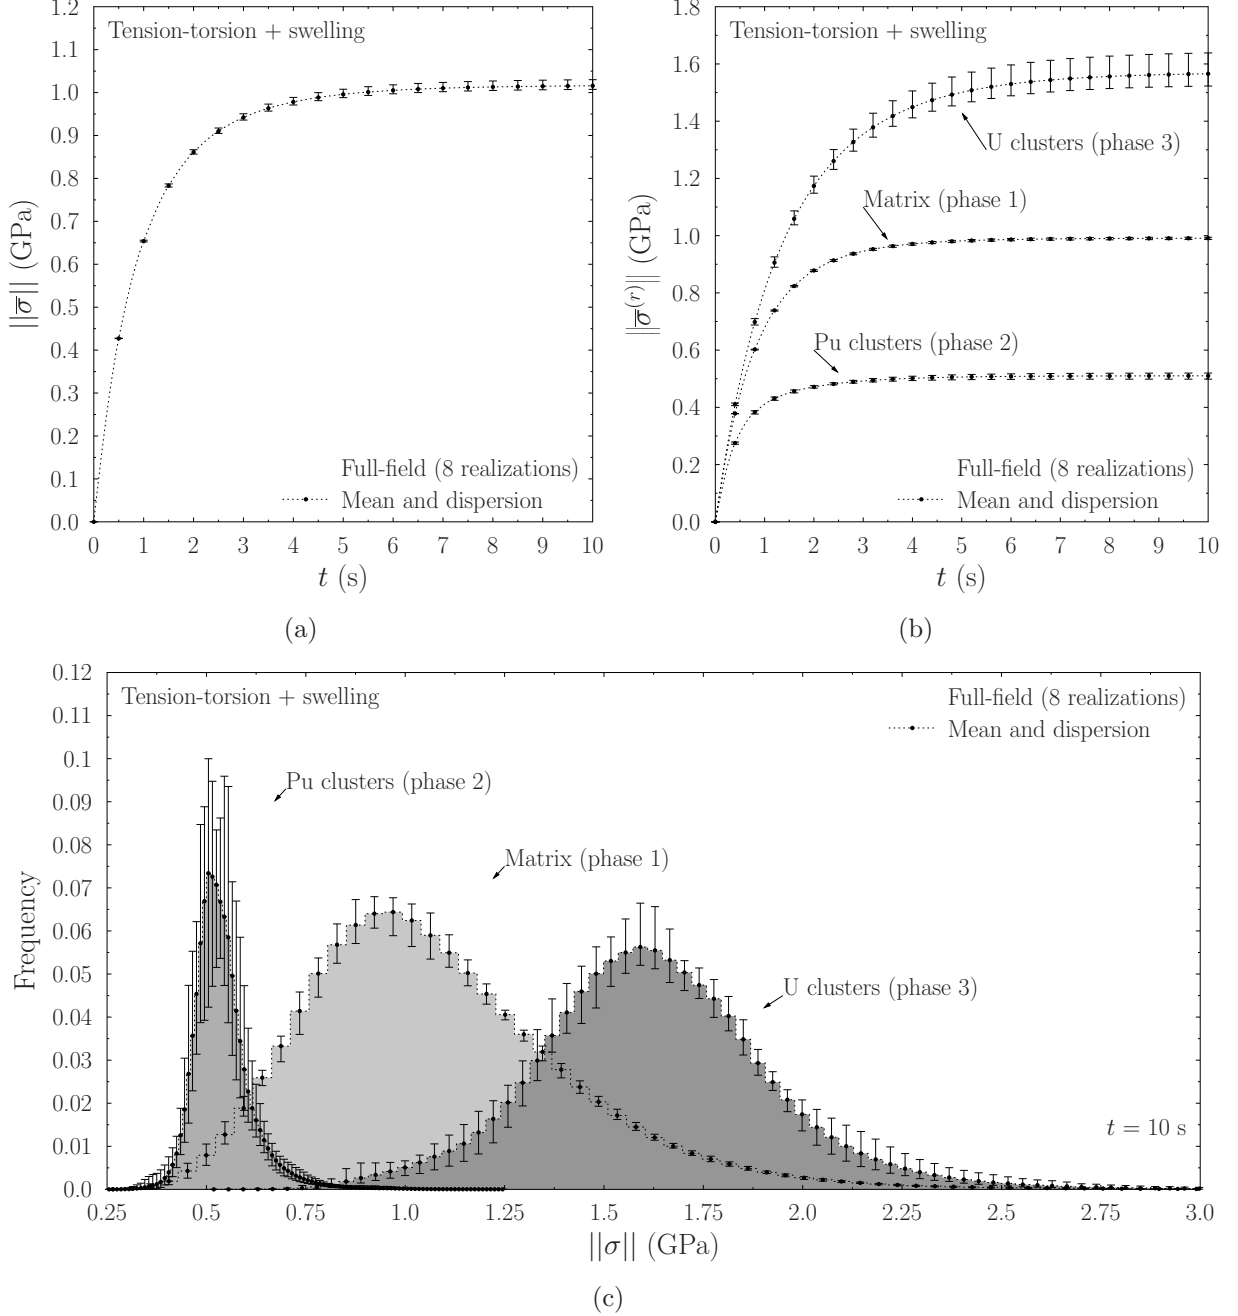 Tension-torsion + swelling
||σ̅|| (GPa)
1.2
1.1
1.0
0.9
0.8
0.7
0.6
0.5
0.4
0.3
0.2
0.1
0.0
Full-field (8 realizations)
Mean and dispersion
0 1 2 3 4 5 6 7 8 9 10
t (s)
(a)
Tension-torsion + swelling
||σ̅^(r)|| (GPa)
1.8
1.6
1.4
1.2
1.0
0.8
0.6
0.4
0.2
0.0
U clusters (phase 3)
Matrix (phase 1)
Pu clusters (phase 2)
Full-field (8 realizations)
Mean and dispersion
0 1 2 3 4 5 6 7 8 9 10
t (s)
(b)
Tension-torsion + swelling
Full-field (8 realizations)
Mean and dispersion
Frequency
0.12
0.11
0.1
0.09
0.08
0.07
0.06
0.05
0.04
0.03
0.02
0.01
0.0
Pu clusters (phase 2)
Matrix (phase 1)
U clusters (phase 3)
t = 10 s
0.25 0.5 0.75 1.0 1.25 1.5 1.75 2.0 2.25 2.5 2.75 3.0
||σ|| (GPa)
(c)